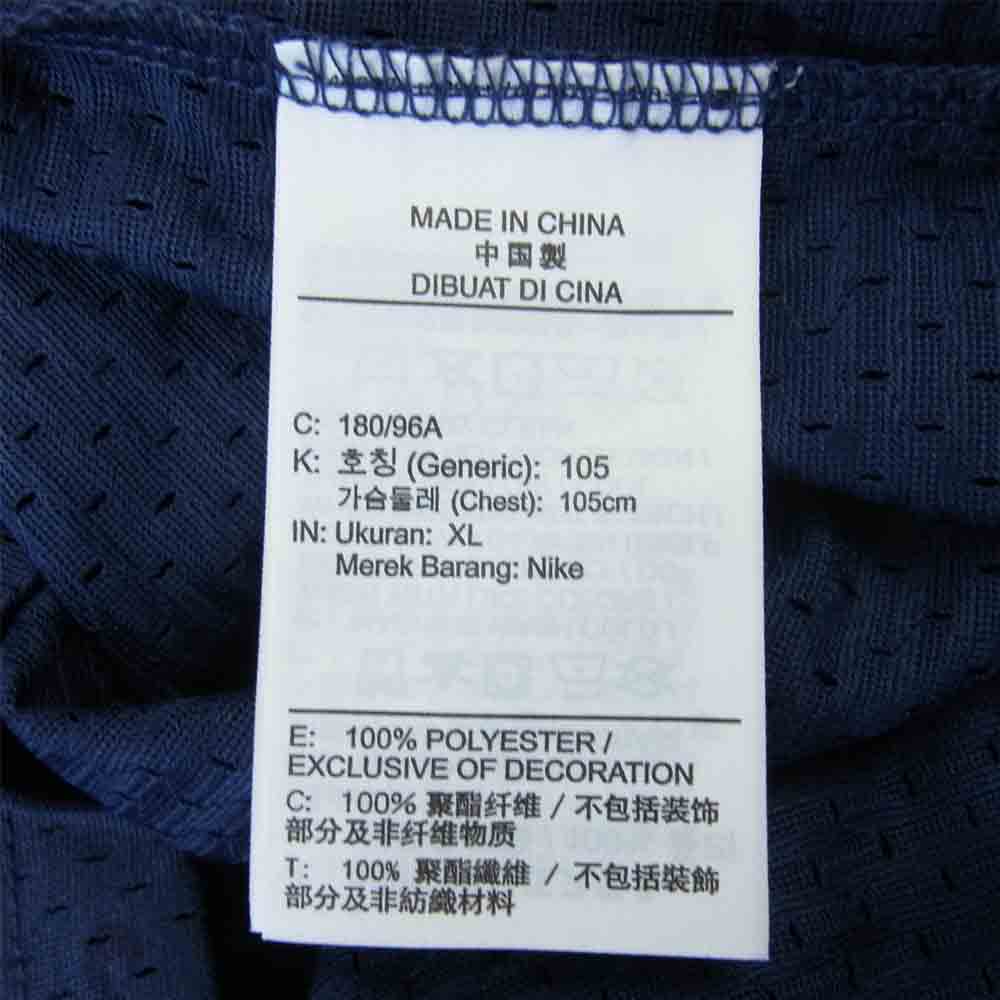 MADE IN CHINA
中国製
DIBUAT DI CINA
C: 180/96A
K: 호칭 (Generic): 105
가슴둘레 (Chest): 105cm
IN: Ukuran: XL
Merek Barang: Nike
E: 100% POLYESTER /
EXCLUSIVE OF DECORATION
C: 100% 聚酯纤维 / 不包括装饰
部分及非纤维物质
T: 100% 聚酯纖維 / 不包括裝飾
部分及非紡織材料